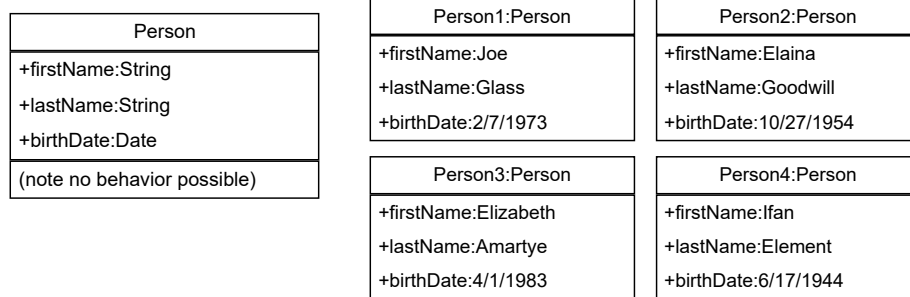 Person
+firstName:String
+lastName:String
+birthDate:Date
(note no behavior possible)
Person1:Person
+firstName:Joe
+lastName:Glass
+birthDate:2/7/1973
Person2:Person
+firstName:Elaina
+lastName:Goodwill
+birthDate:10/27/1954
Person3:Person
+firstName:Elizabeth
+lastName:Amartye
+birthDate:4/1/1983
Person4:Person
+firstName:Ifan
+lastName:Element
+birthDate:6/17/1944